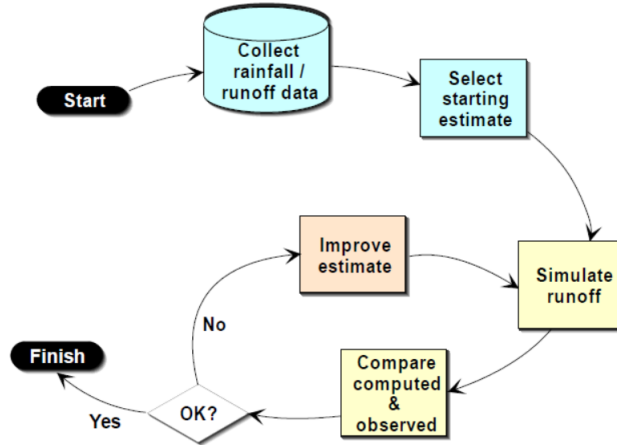 Start
Collect
rainfall /
runoff data
Select
starting
estimate
Simulate
runoff
Improve
estimate
Compare
computed
&
observed
OK?
No
Yes
Finish